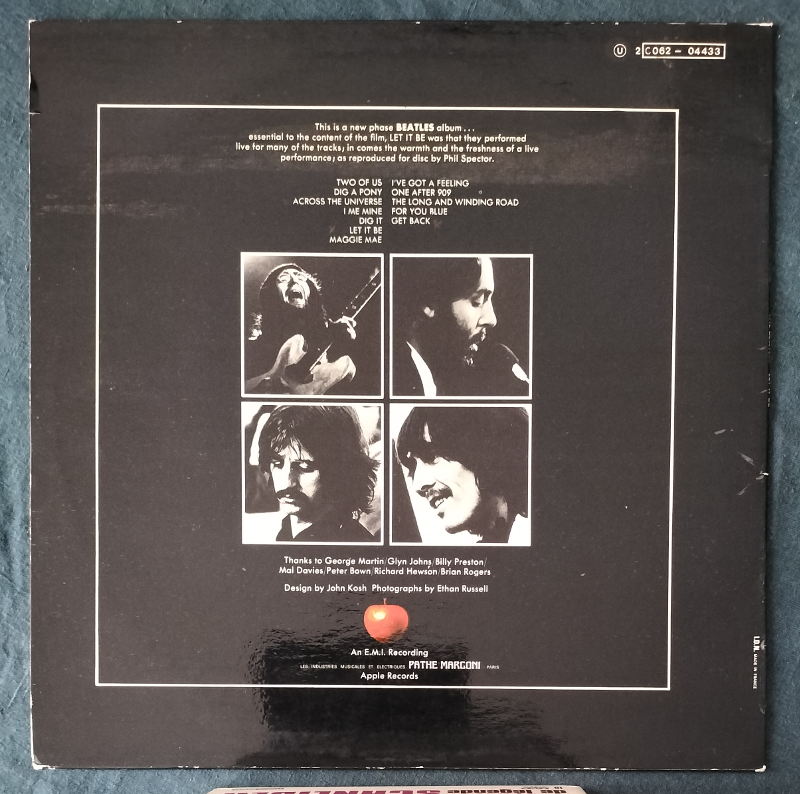 Ⓤ 2 C062 - 04433
This is a new phase BEATLES album...
essential to the content of the film, LET IT BE was that they performed
live for many of the tracks; in comes the warmth and the freshness of a live
performance; as reproduced for disc by Phil Spector.
TWO OF US I'VE GOT A FEELING
DIG A PONY ONE AFTER 909
ACROSS THE UNIVERSE THE LONG AND WINDING ROAD
I ME MINE FOR YOU BLUE
DIG IT GET BACK
LET IT BE
MAGGIE MAE
Thanks to George Martin/Glyn Johns/Billy Preston/
Mal Davies/Peter Bown/Richard Hewson/Brian Rogers
Design by John Kosh Photographs by Ethan Russell
An E.M.I. Recording
LES INDUSTRIES MUSICALES ET ELECTRIQUES PATHE MARCONI PARIS
Apple Records
I.D.N. MADE IN FRANCE
de légende